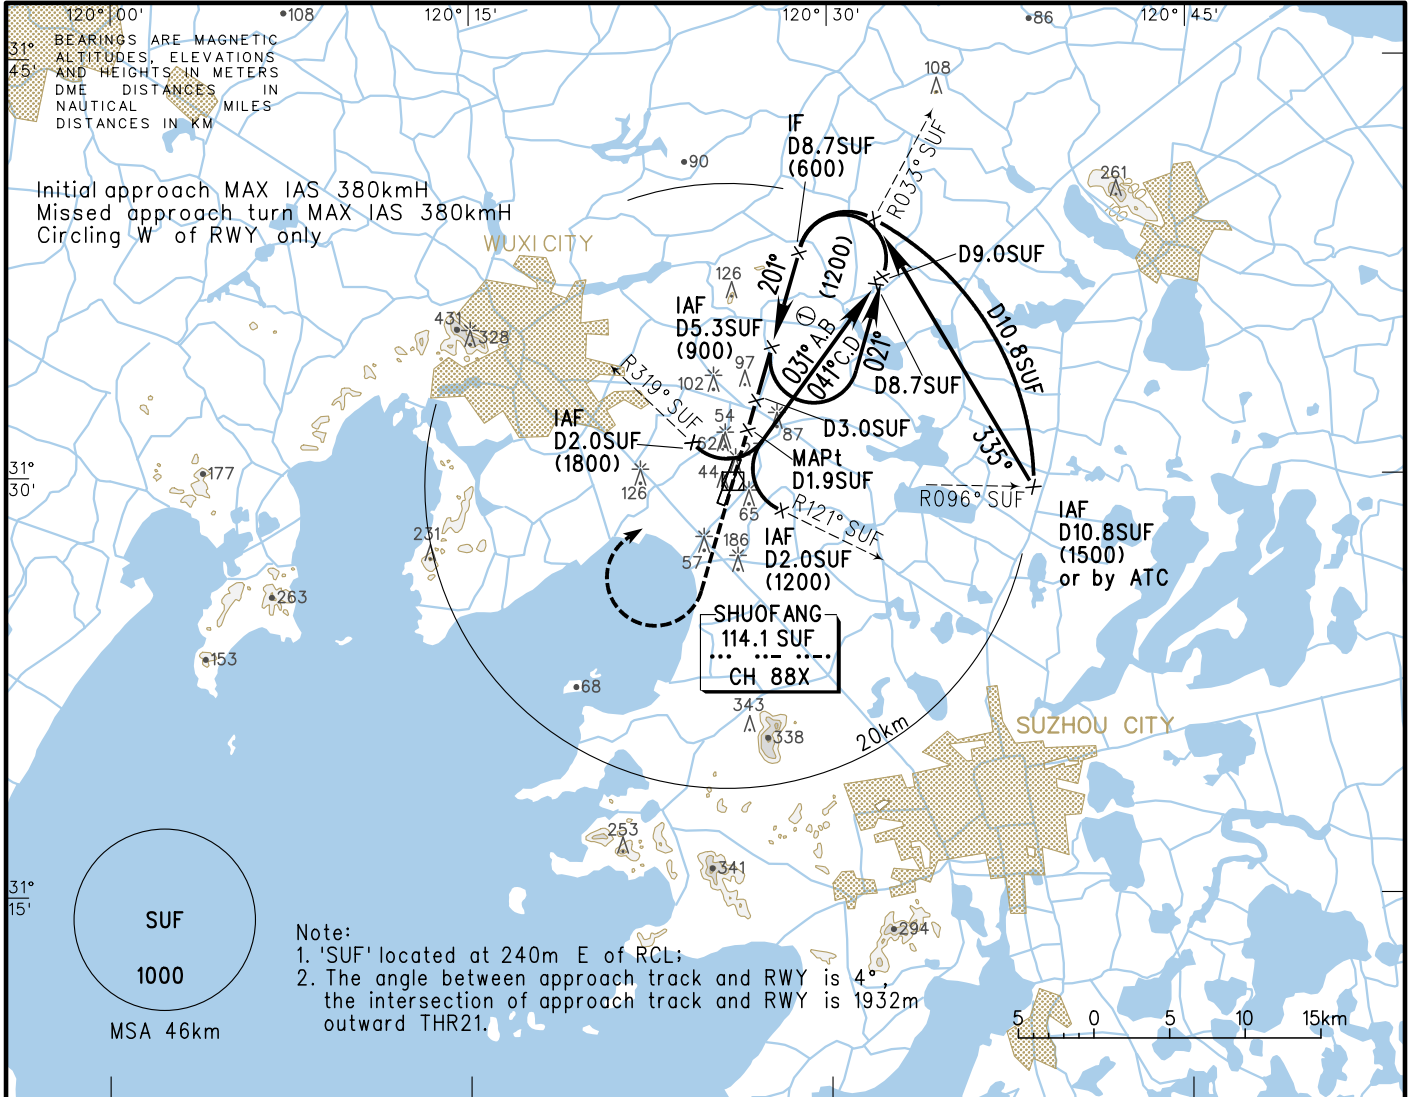 120° 00'
108
120° 15'
120° 30'
86
120° 45'
31°
45'
BEARINGS ARE MAGNETIC
ALTITUDES, ELEVATIONS
AND HEIGHTS IN METERS
DME DISTANCES IN
NAUTICAL MILES
DISTANCES IN KM
108
IF
D8.7SUF
(600)
R033° SUF
90
261
Initial approach MAX IAS 380kmH
Missed approach turn MAX IAS 380kmH
Circling W' of RWY only
WUXI CITY
D9.0SUF
126
201°
(1200)
IAF
D5.3SUF
(900)
①
031° A.B
041° C.D
021°
D10.8SUF
431
328
R319° SUF
97
102
D8.7SUF
IAF
D2.0SUF
(1800)
54
62
87
D3.0SUF
335°
31°
30'
177
126
44
65
MAPt
D1.9SUF
R096° SUF
R121° SUF
IAF
D10.8SUF
(1500)
or by ATC
231
57
186
IAF
D2.0SUF
(1200)
263
SHUOFANG
114.1 SUF
CH 88X
153
68
343
338
20km
SUZHOU CITY
253
341
31°
15'
SUF
1000
MSA 46km
294
Note:
1. 'SUF' located at 240m E of RCL;
2. The angle between approach track and RWY is 4°,
the intersection of approach track and RWY is 1932m
outward THR21.
5 0 5 10 15km